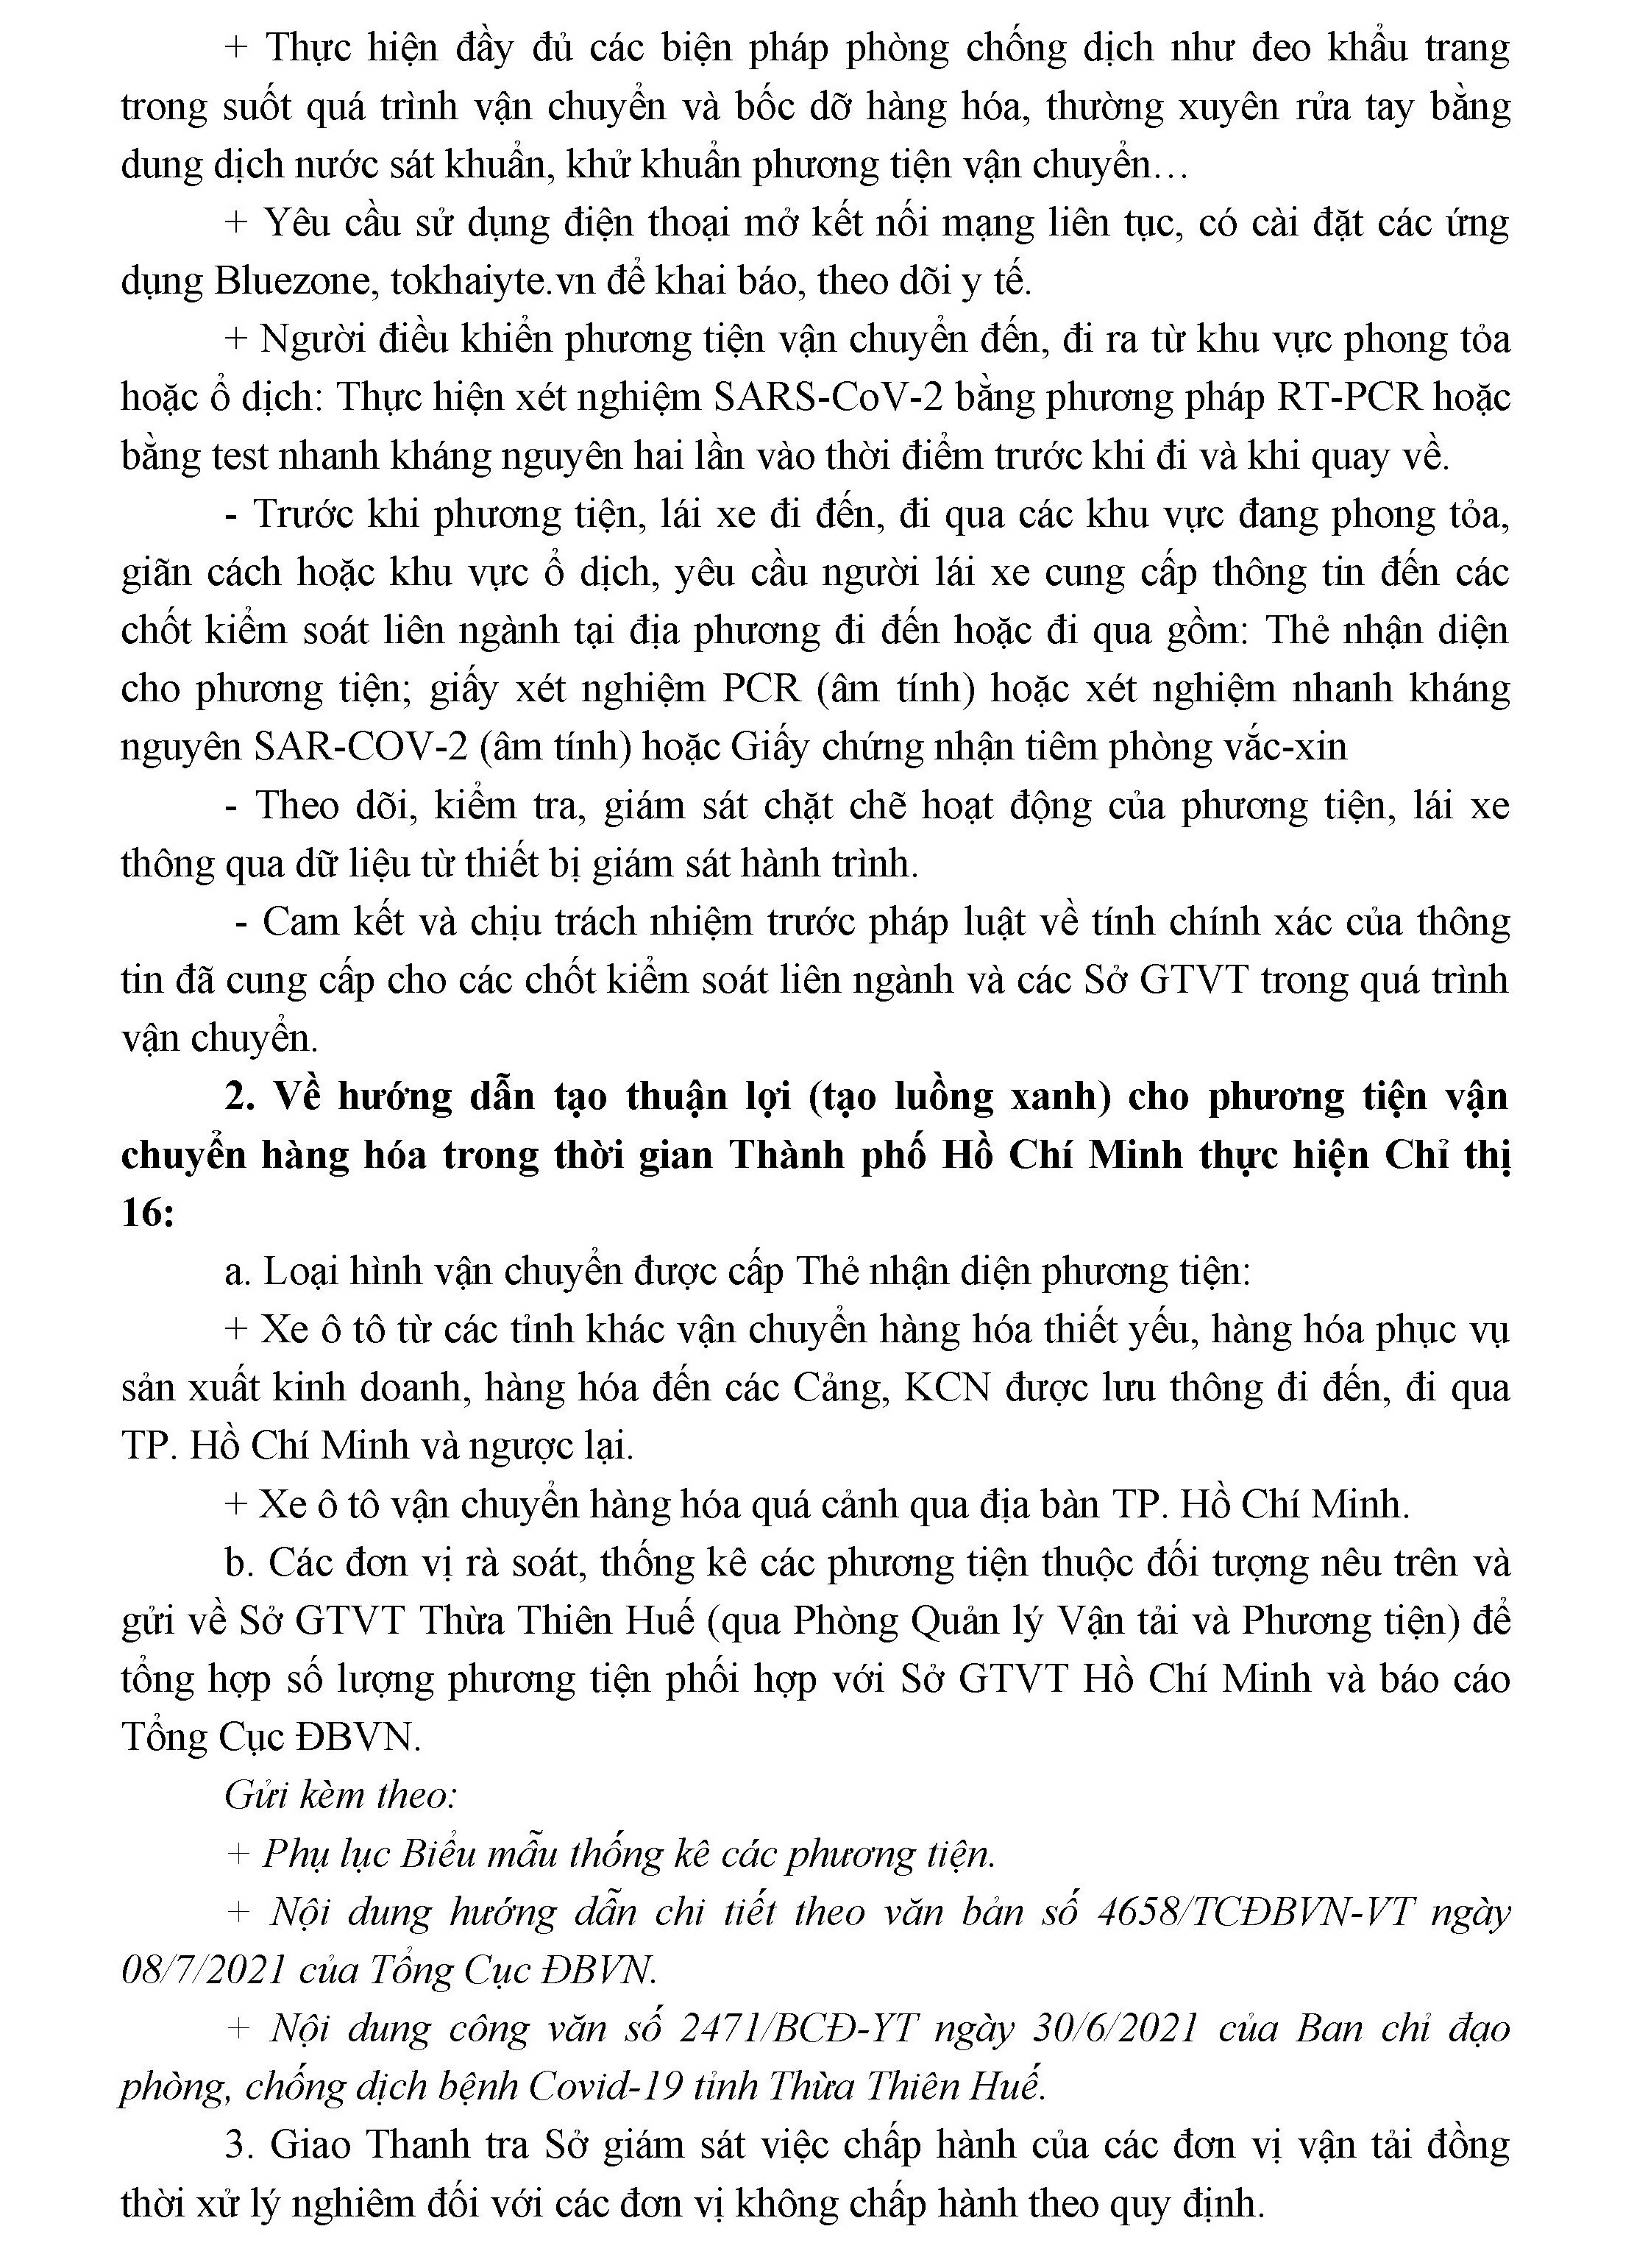 + Thực hiện đầy đủ các biện pháp phòng chống dịch như đeo khẩu trang
trong suốt quá trình vận chuyển và bốc dỡ hàng hóa, thường xuyên rửa tay bằng
dung dịch nước sát khuẩn, khử khuẩn phương tiện vận chuyển…
+ Yêu cầu sử dụng điện thoại mở kết nối mạng liên tục, có cài đặt các ứng
dụng Bluezone, tokhaiyte.vn để khai báo, theo dõi y tế.
+ Người điều khiển phương tiện vận chuyển đến, đi ra từ khu vực phong tỏa
hoặc ổ dịch: Thực hiện xét nghiệm SARS-CoV-2 bằng phương pháp RT-PCR hoặc
bằng test nhanh kháng nguyên hai lần vào thời điểm trước khi đi và khi quay về.
- Trước khi phương tiện, lái xe đi đến, đi qua các khu vực đang phong tỏa,
giãn cách hoặc khu vực ổ dịch, yêu cầu người lái xe cung cấp thông tin đến các
chốt kiểm soát liên ngành tại địa phương đi đến hoặc đi qua gồm: Thẻ nhận diện
cho phương tiện; giấy xét nghiệm PCR (âm tính) hoặc xét nghiệm nhanh kháng
nguyên SAR-COV-2 (âm tính) hoặc Giấy chứng nhận tiêm phòng vắc-xin
- Theo dõi, kiểm tra, giám sát chặt chẽ hoạt động của phương tiện, lái xe
thông qua dữ liệu từ thiết bị giám sát hành trình.
- Cam kết và chịu trách nhiệm trước pháp luật về tính chính xác của thông
tin đã cung cấp cho các chốt kiểm soát liên ngành và các Sở GTVT trong quá trình
vận chuyển.
2. Về hướng dẫn tạo thuận lợi (tạo luồng xanh) cho phương tiện vận
chuyển hàng hóa trong thời gian Thành phố Hồ Chí Minh thực hiện Chỉ thị
16:
a. Loại hình vận chuyển được cấp Thẻ nhận diện phương tiện:
+ Xe ô tô từ các tỉnh khác vận chuyển hàng hóa thiết yếu, hàng hóa phục vụ
sản xuất kinh doanh, hàng hóa đến các Cảng, KCN được lưu thông đi đến, đi qua
TP. Hồ Chí Minh và ngược lại.
+ Xe ô tô vận chuyển hàng hóa quá cảnh qua địa bàn TP. Hồ Chí Minh.
b. Các đơn vị rà soát, thống kê các phương tiện thuộc đối tượng nêu trên và
gửi về Sở GTVT Thừa Thiên Huế (qua Phòng Quản lý Vận tải và Phương tiện) để
tổng hợp số lượng phương tiện phối hợp với Sở GTVT Hồ Chí Minh và báo cáo
Tổng Cục ĐBVN.
Gửi kèm theo:
+ Phụ lục Biểu mẫu thống kê các phương tiện.
+ Nội dung hướng dẫn chi tiết theo văn bản số 4658/TCĐBVN-VT ngày
08/7/2021 của Tổng Cục ĐBVN.
+ Nội dung công văn số 2471/BCĐ-YT ngày 30/6/2021 của Ban chỉ đạo
phòng, chống dịch bệnh Covid-19 tỉnh Thừa Thiên Huế.
3. Giao Thanh tra Sở giám sát việc chấp hành của các đơn vị vận tải đồng
thời xử lý nghiêm đối với các đơn vị không chấp hành theo quy định.